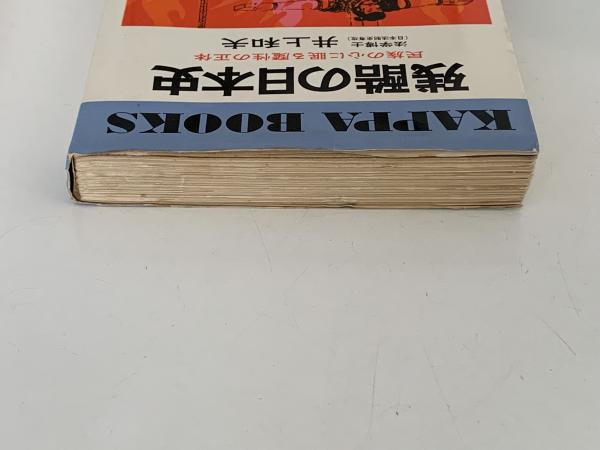 KAPPA BOOKS
残酷の日本史
民族の心に眠る魔性の正体
法学博士 井上和夫
(日本法制史専攻)